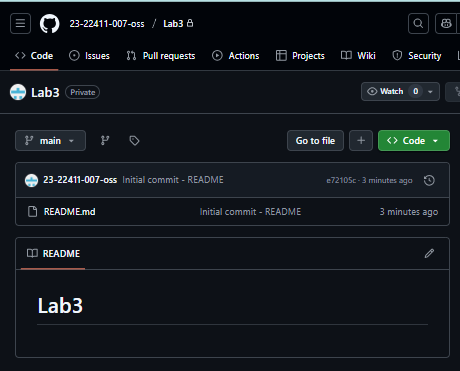 23-22411-007-oss / Lab3
Code Issues Pull requests Actions Projects Wiki Security
Lab3 Private Watch 0
main Go to file Code
23-22411-007-oss Initial commit - README e72105c · 3 minutes ago
README.md Initial commit - README 3 minutes ago
README
Lab3